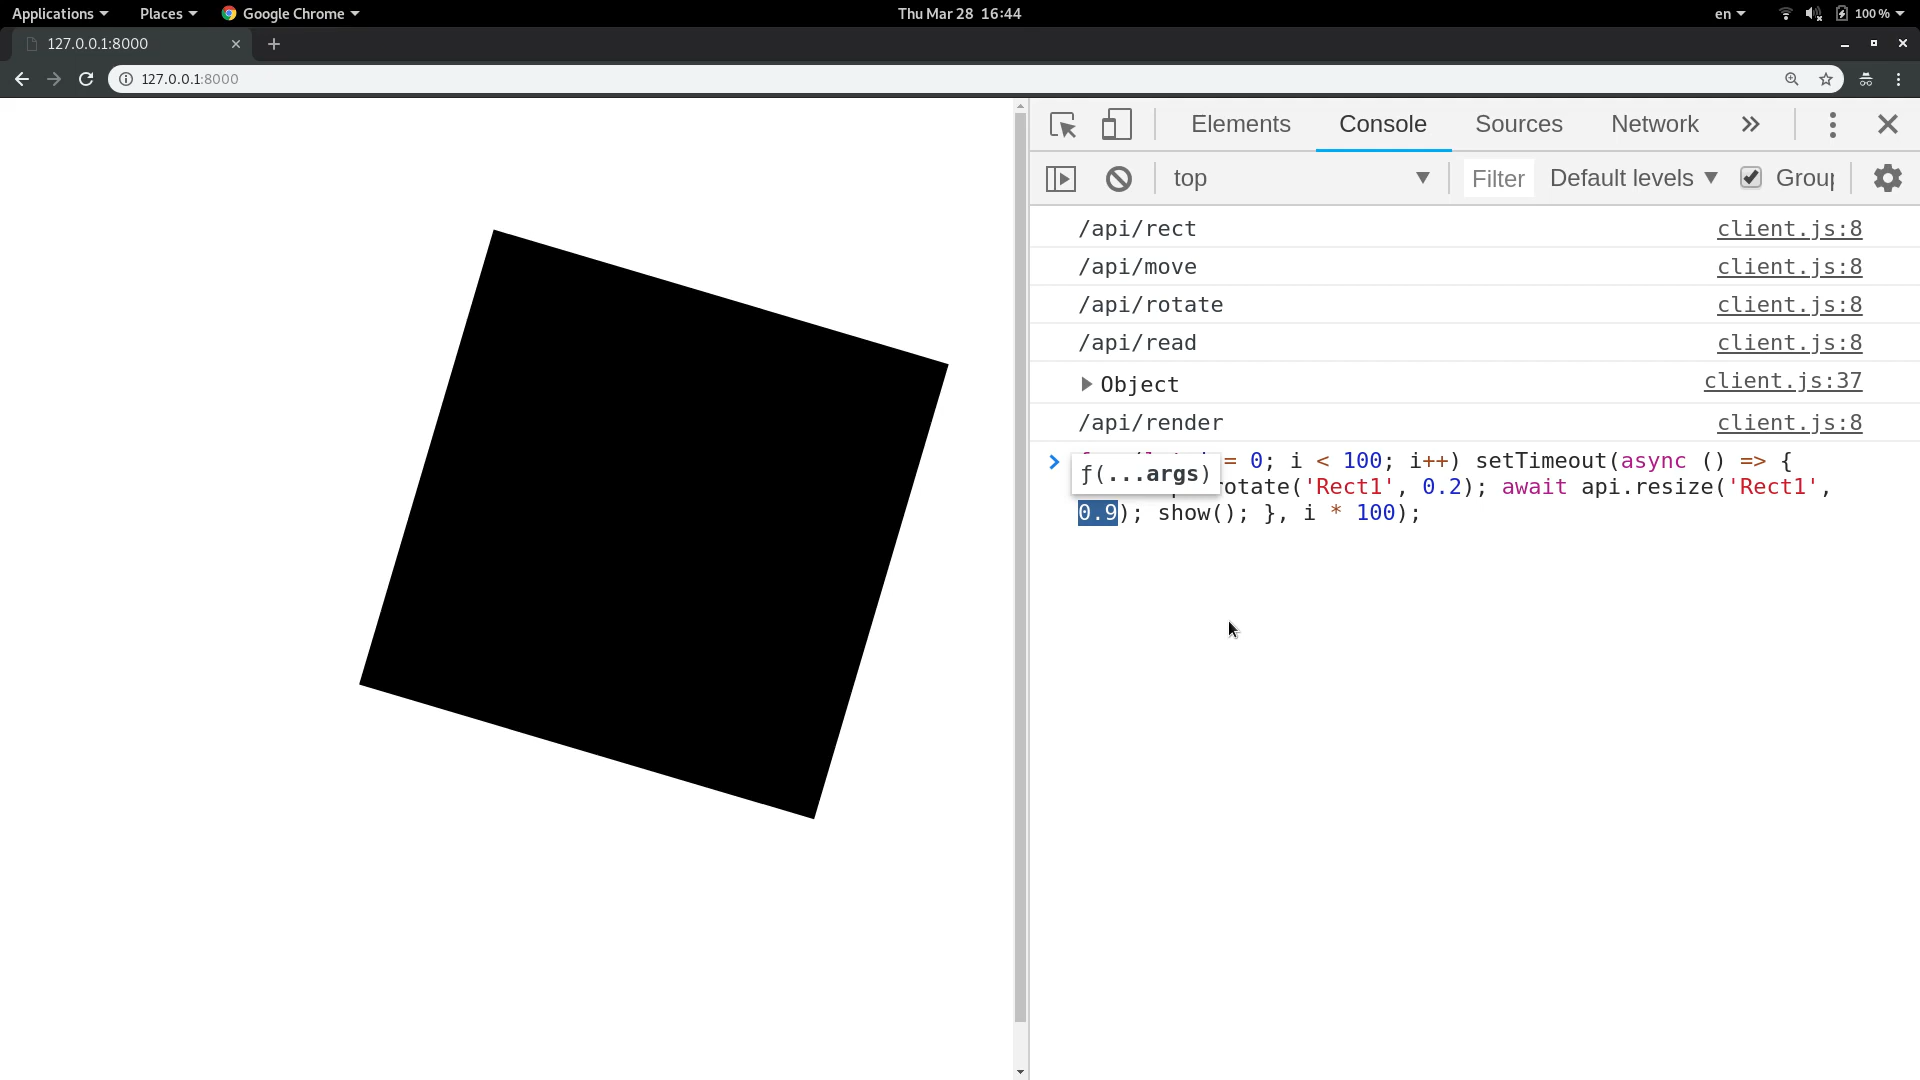 Applications Places Google Chrome Thu Mar 28 16:44 en 100 %
127.0.0.1:8000
127.0.0.1:8000
Elements Console Sources Network
top Filter Default levels Group
/api/rect client.js:8
/api/move client.js:8
/api/rotate client.js:8
/api/read client.js:8
Object client.js:37
/api/render client.js:8
= 0; i < 100; i++) setTimeout(async () => {
ƒ(...args)
otate('Rect1', 0.2); await api.resize('Rect1',
0.9); show(); }, i * 100);